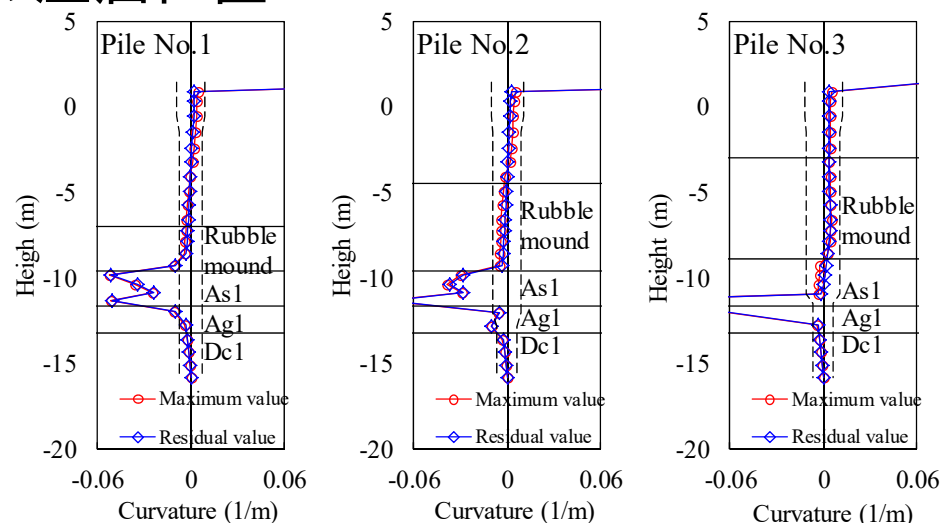 Pile No.1
5
0
-5
-10
-15
-20
Heigh (m)
Rubble
mound
As1
Ag1
Dc1
Maximum value
Residual value
-0.06
0
0.06
Curvature (1/m)
Pile No.2
5
0
-5
-10
-15
-20
Height (m)
Rubble
mound
As1
Ag1
Dc1
Maximum value
Residual value
-0.06
0
0.06
Curvature (1/m)
Pile No.3
5
0
-5
-10
-15
-20
Height (m)
Rubble
mound
As1
Ag1
Dc1
Maximum value
Residual value
-0.06
0
0.06
Curvature (1/m)